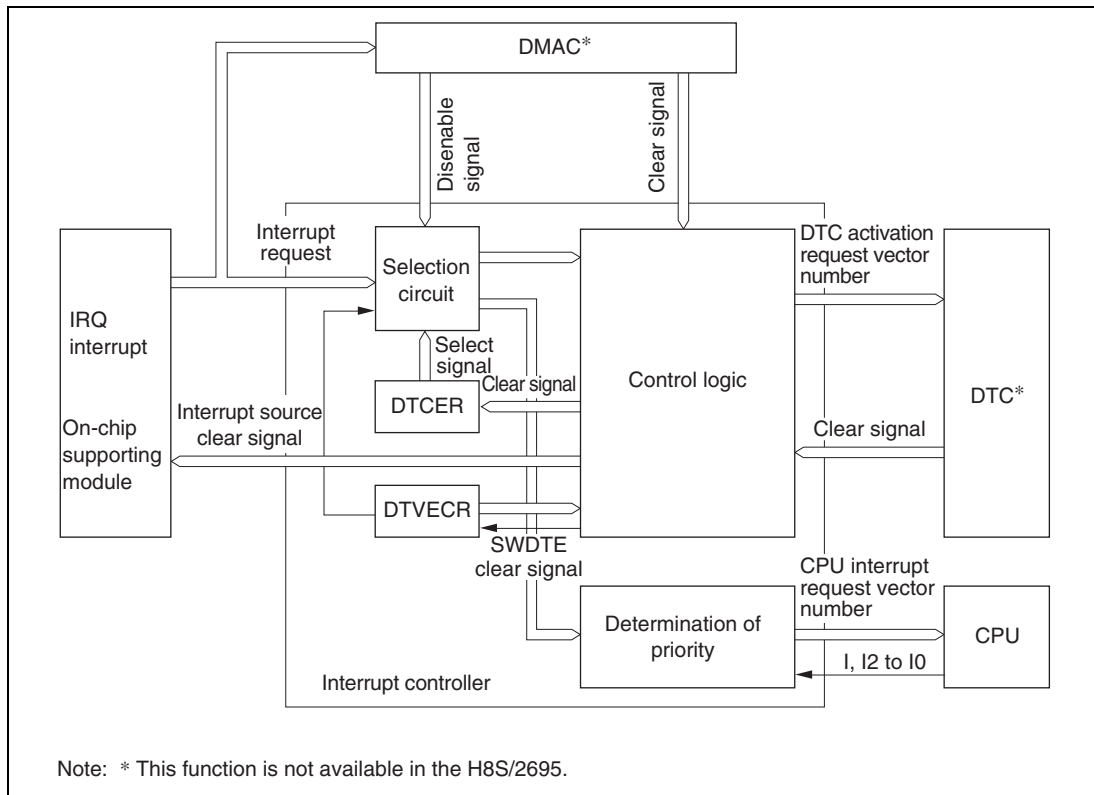 DMAC*
Disenable
signal
Clear signal
Interrupt
request
Selection
circuit
DTC activation
request vector
number
IRQ
interrupt
On-chip
supporting
module
Select
signal
DTCER
Clear signal
Control logic
DTC*
Interrupt source
clear signal
Clear signal
DTVECR
SWDTE
clear signal
CPU interrupt
request vector
number
Determination of
priority
CPU
I, I2 to I0
Interrupt controller
Note: * This function is not available in the H8S/2695.